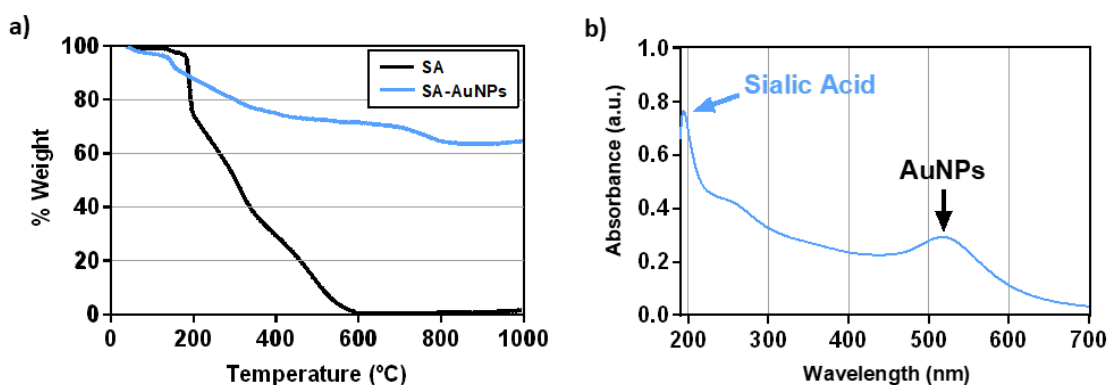 a)
100
80
60
40
20
0
% Weight
SA
SA-AuNPs
0
200
400
600
800
1000
Temperature (ºC)
b)
1.0
0.8
0.6
0.4
0.2
0.0
Absorbance (a.u.)
Sialic Acid
AuNPs
200
300
400
500
600
700
Wavelength (nm)